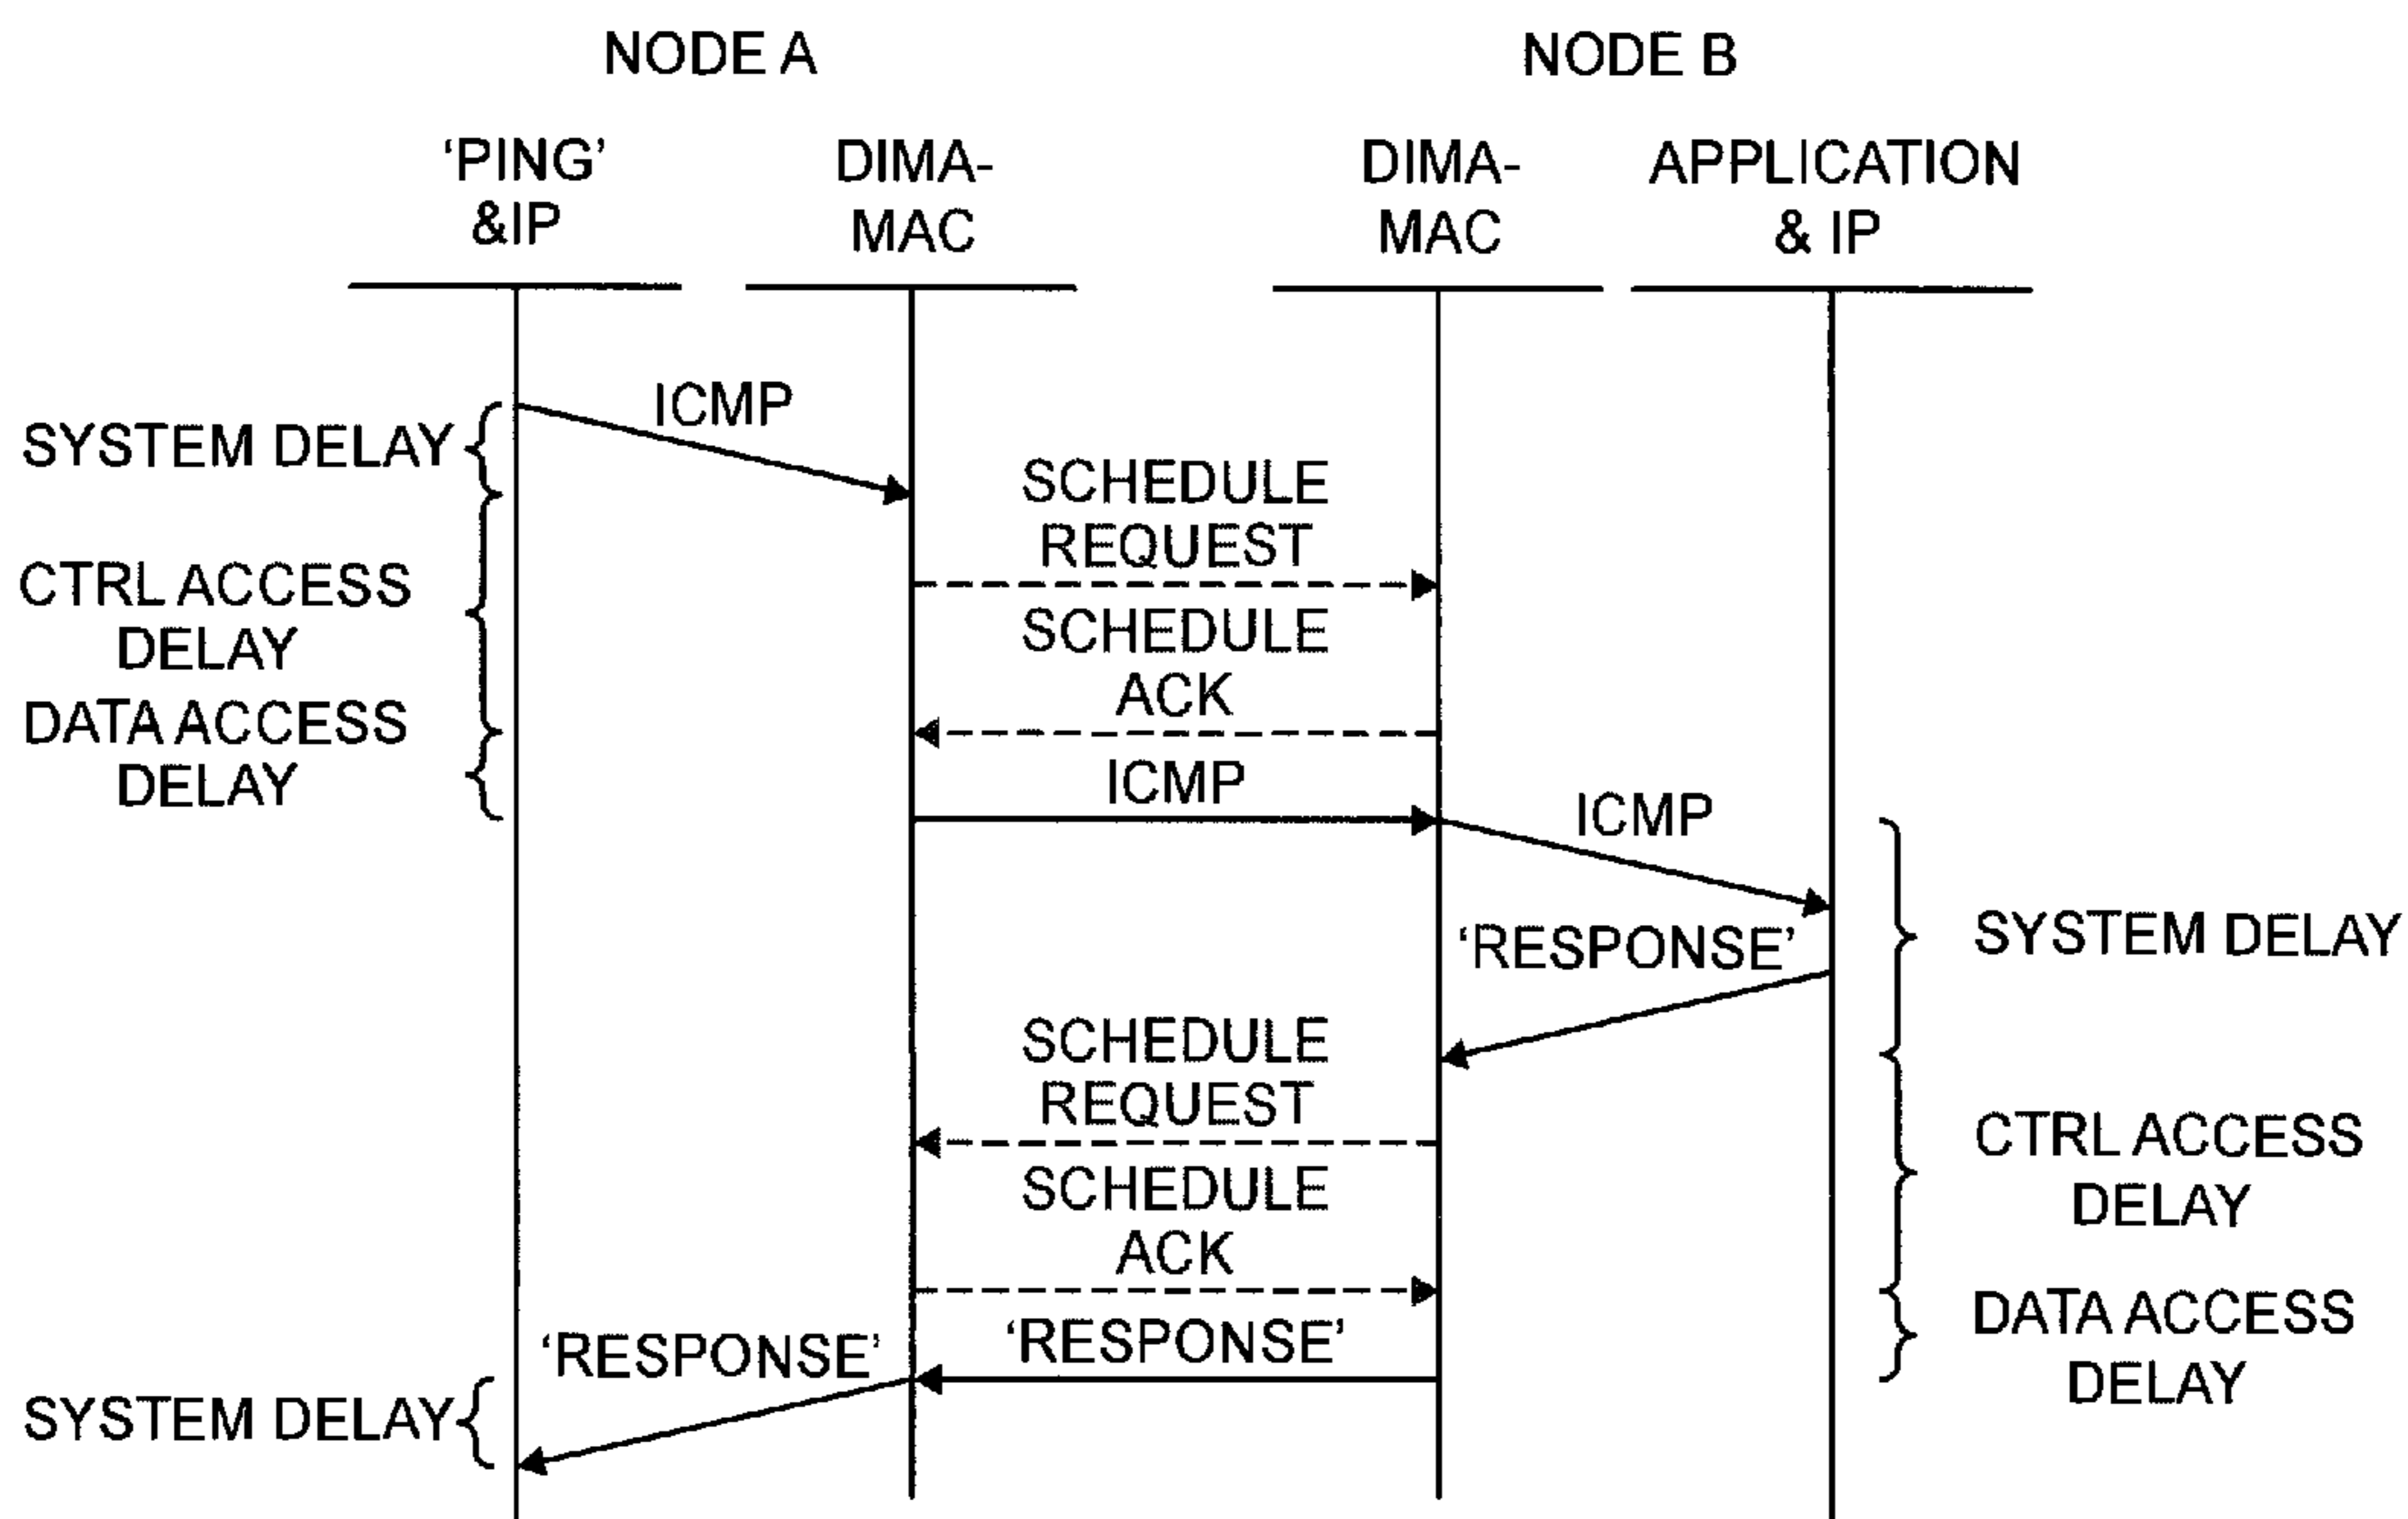 NODE A
NODE B
'PING'
&IP
DIMA-
MAC
DIMA-
MAC
APPLICATION
& IP
ICMP
SYSTEM DELAY
SCHEDULE
REQUEST
CTRL ACCESS
DELAY
SCHEDULE
ACK
DATA ACCESS
DELAY
ICMP
ICMP
SYSTEM DELAY
'RESPONSE'
SCHEDULE
REQUEST
CTRL ACCESS
DELAY
SCHEDULE
ACK
DATA ACCESS
DELAY
'RESPONSE'
'RESPONSE'
SYSTEM DELAY